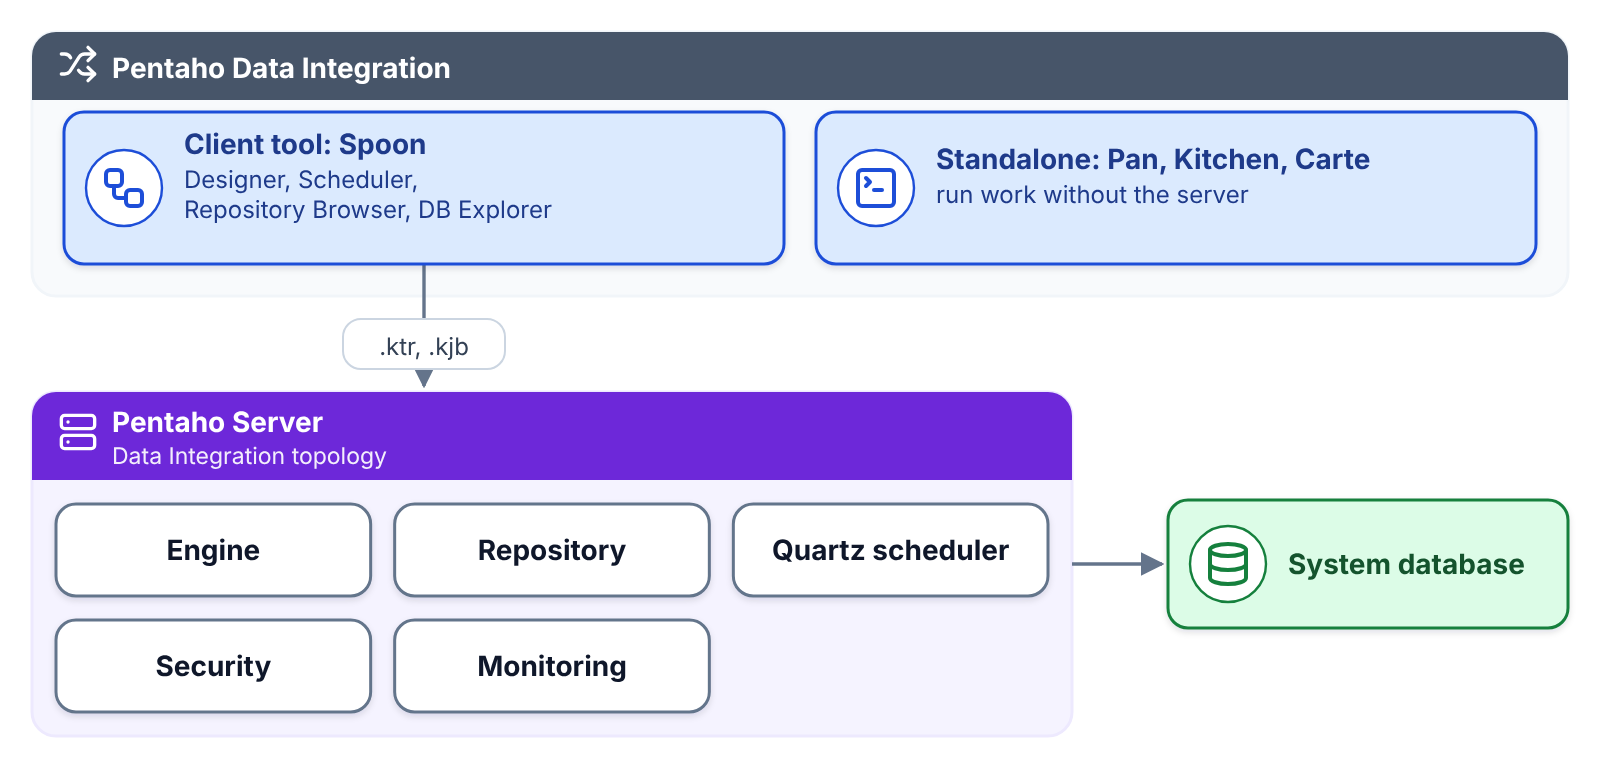 Pentaho Data Integration
Client tool: Spoon
Designer, Scheduler,
Repository Browser, DB Explorer
Standalone: Pan, Kitchen, Carte
run work without the server
.ktr, .kjb
Pentaho Server
Data Integration topology
Engine
Repository
Quartz scheduler
Security
Monitoring
System database